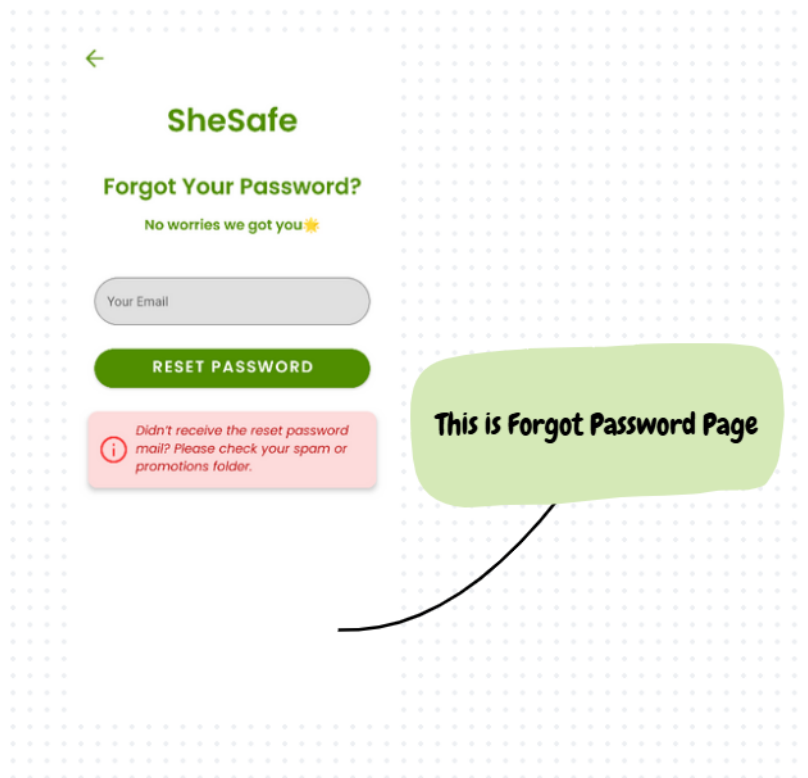 SheSafe
Forgot Your Password?
No worries we got you🌟
Your Email
RESET PASSWORD
Didn't receive the reset password
mail? Please check your spam or
promotions folder.
This is Forgot Password Page